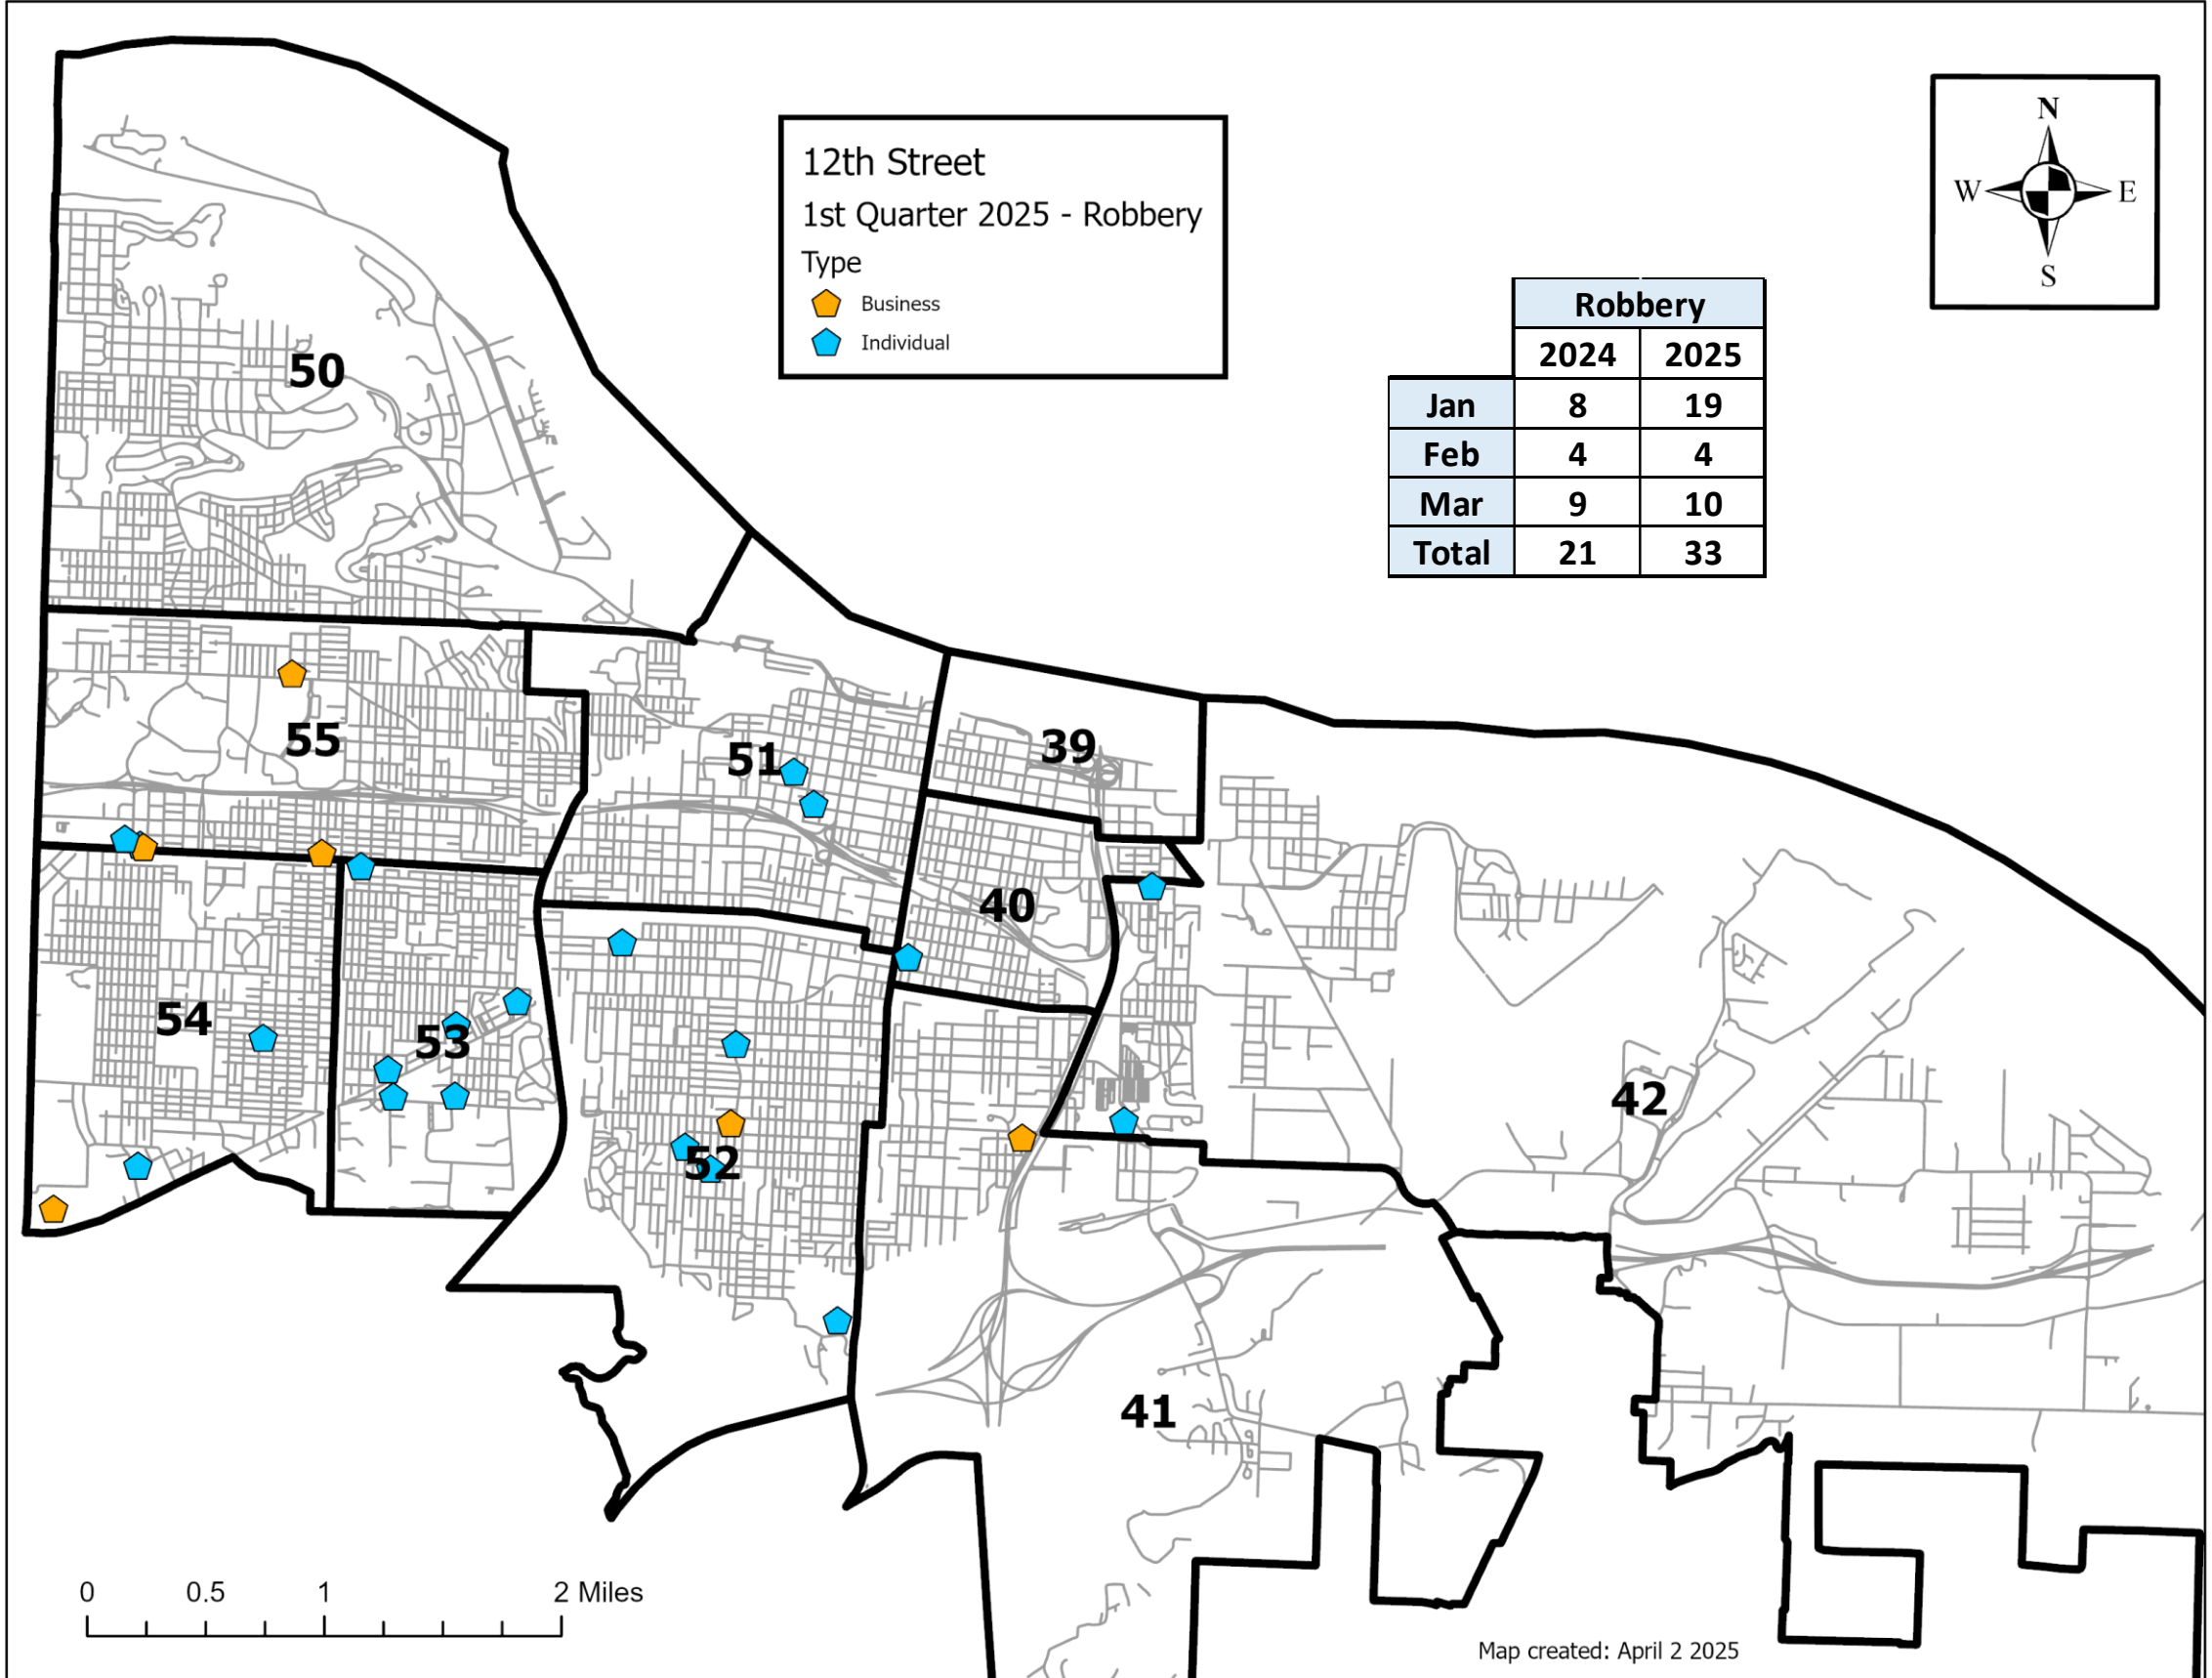 N
W E
S
12th Street
1st Quarter 2025 - Robbery
Type
Business
Individual
Robbery
2024 2025
Jan 8 19
Feb 4 4
Mar 9 10
Total 21 33
50
55
51
39
40
54
53
52
42
41
0 0.5 1 2 Miles
Map created: April 2 2025